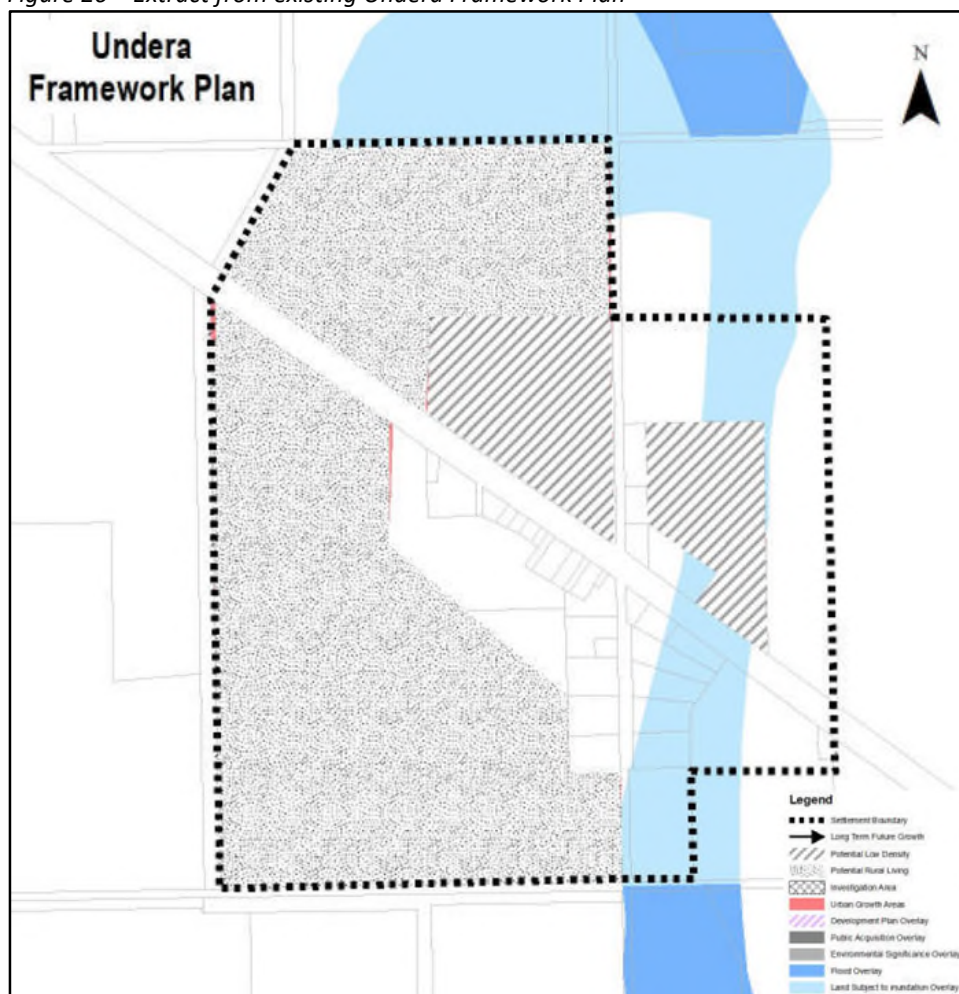 Figure 20 – Extract from existing Undera Framework Plan
Undera
Framework Plan
N
Legend
Settlement Boundary
Long Term Future Growth
Potential Low Density
Potential Rural Living
Investigation Area
Urban Growth Areas
Development Plan Overlay
Public Acquisition Overlay
Environmental Significance Overlay
Flood Overlay
Land Subject to Inundation Overlay